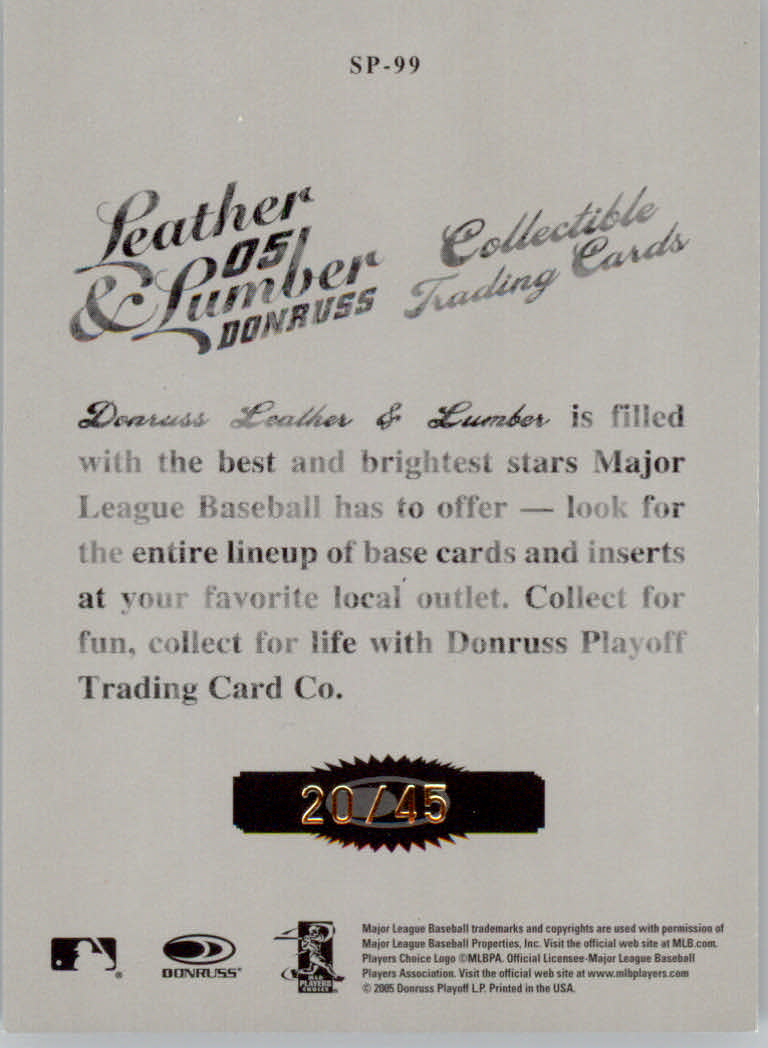 SP-99
Leather
05
& Lumber
DONRUSS
Collectible
Trading Cards
Donruss Leather & Lumber is filled
with the best and brightest stars Major
League Baseball has to offer — look for
the entire lineup of base cards and inserts
at your favorite local outlet. Collect for
fun, collect for life with Donruss Playoff
Trading Card Co.
20/45
DONRUSS®
MLB
PLAYERS
CHOICE
Major League Baseball trademarks and copyrights are used with permission of
Major League Baseball Properties, Inc. Visit the official web site at MLB.com.
Players Choice Logo ©MLBPA. Official Licensee-Major League Baseball
Players Association. Visit the official web site at www.mlbplayers.com
© 2005 Donruss Playoff L.P. Printed in the USA.